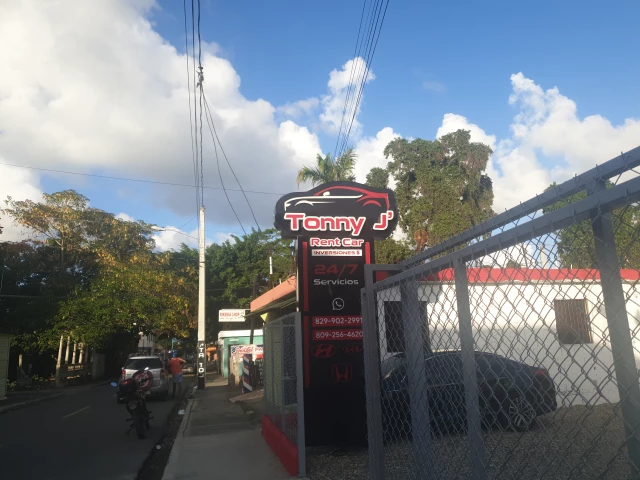 Tonny J'
Rent Car
INVERSIONES $
24/7
Servicios
829-902-2991
809-256-4620